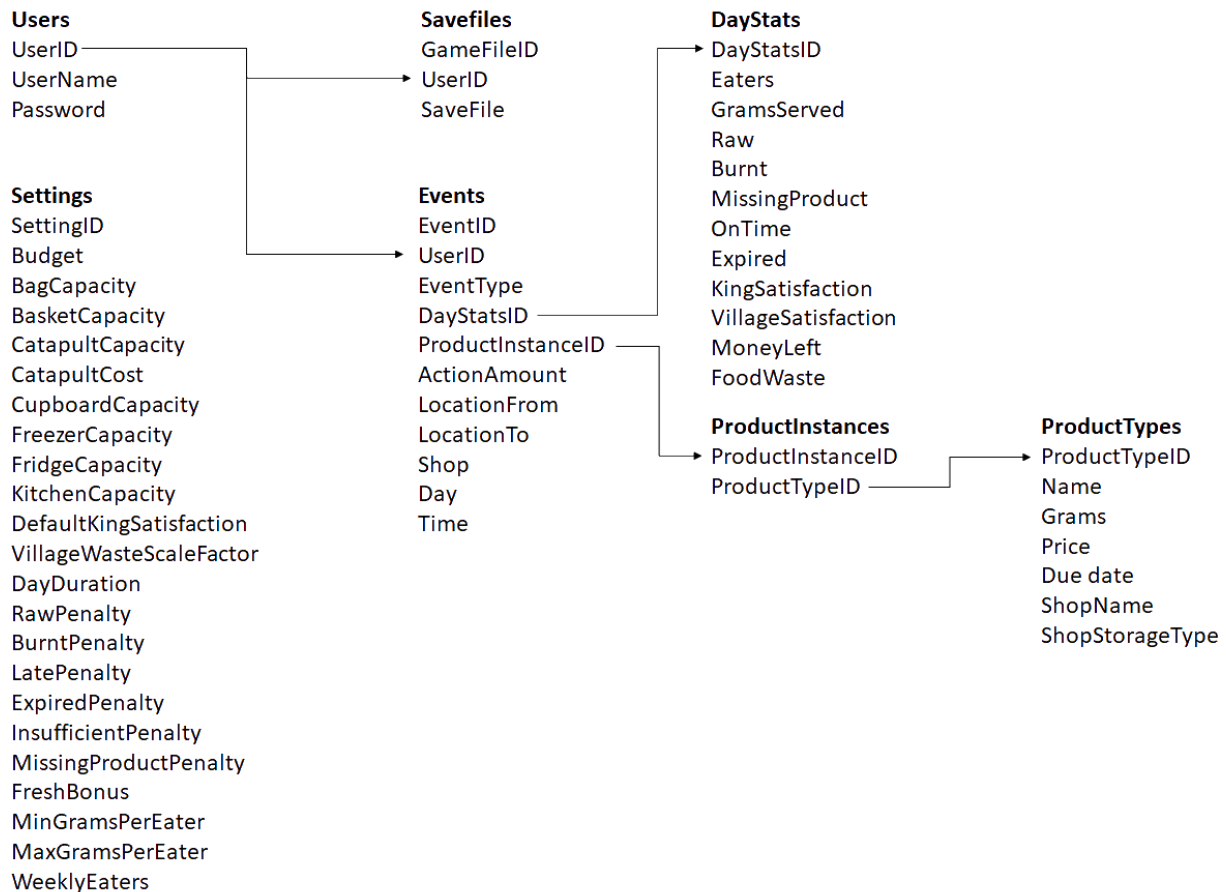 Users
UserID
UserName
Password
Savefiles
GameFileID
UserID
SaveFile
DayStats
DayStatsID
Eaters
GramsServed
Raw
Burnt
MissingProduct
OnTime
Expired
KingSatisfaction
VillageSatisfaction
MoneyLeft
FoodWaste
Settings
SettingID
Budget
BagCapacity
BasketCapacity
CatapultCapacity
CatapultCost
CupboardCapacity
FreezerCapacity
FridgeCapacity
KitchenCapacity
DefaultKingSatisfaction
VillageWasteScaleFactor
DayDuration
RawPenalty
BurntPenalty
LatePenalty
ExpiredPenalty
InsufficientPenalty
MissingProductPenalty
FreshBonus
MinGramsPerEater
MaxGramsPerEater
WeeklyEaters
Events
EventID
UserID
EventType
DayStatsID
ProductInstanceID
ActionAmount
LocationFrom
LocationTo
Shop
Day
Time
ProductInstances
ProductInstanceID
ProductTypeID
ProductTypes
ProductTypeID
Name
Grams
Price
Due date
ShopName
ShopStorageType